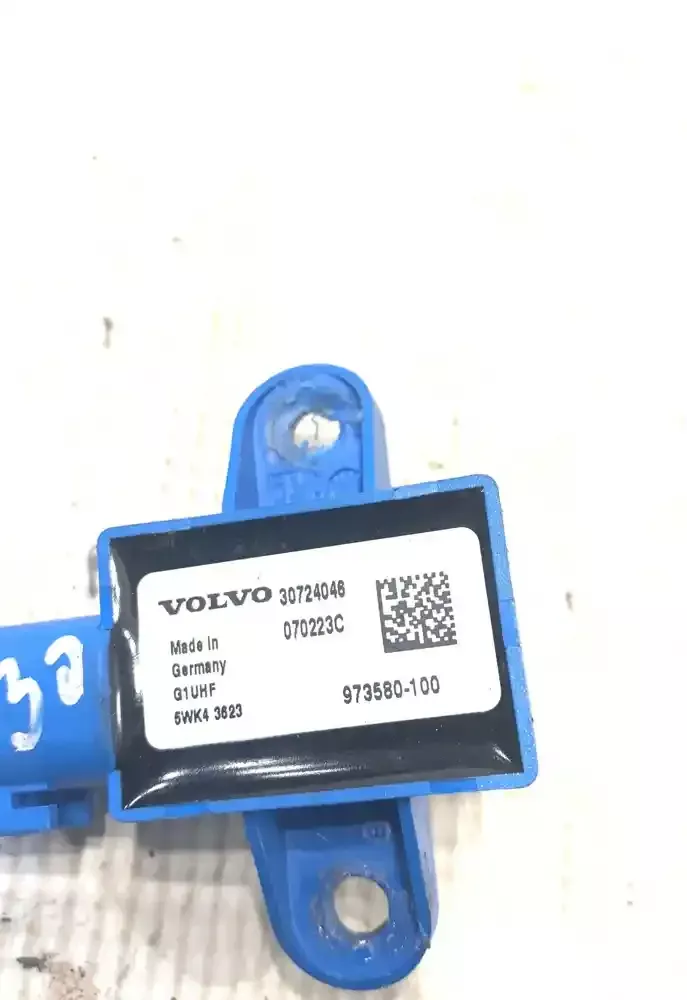 VOLVO 30724046
070223C
Made in
Germany
G1UHF
5WK4 3623
973580-100